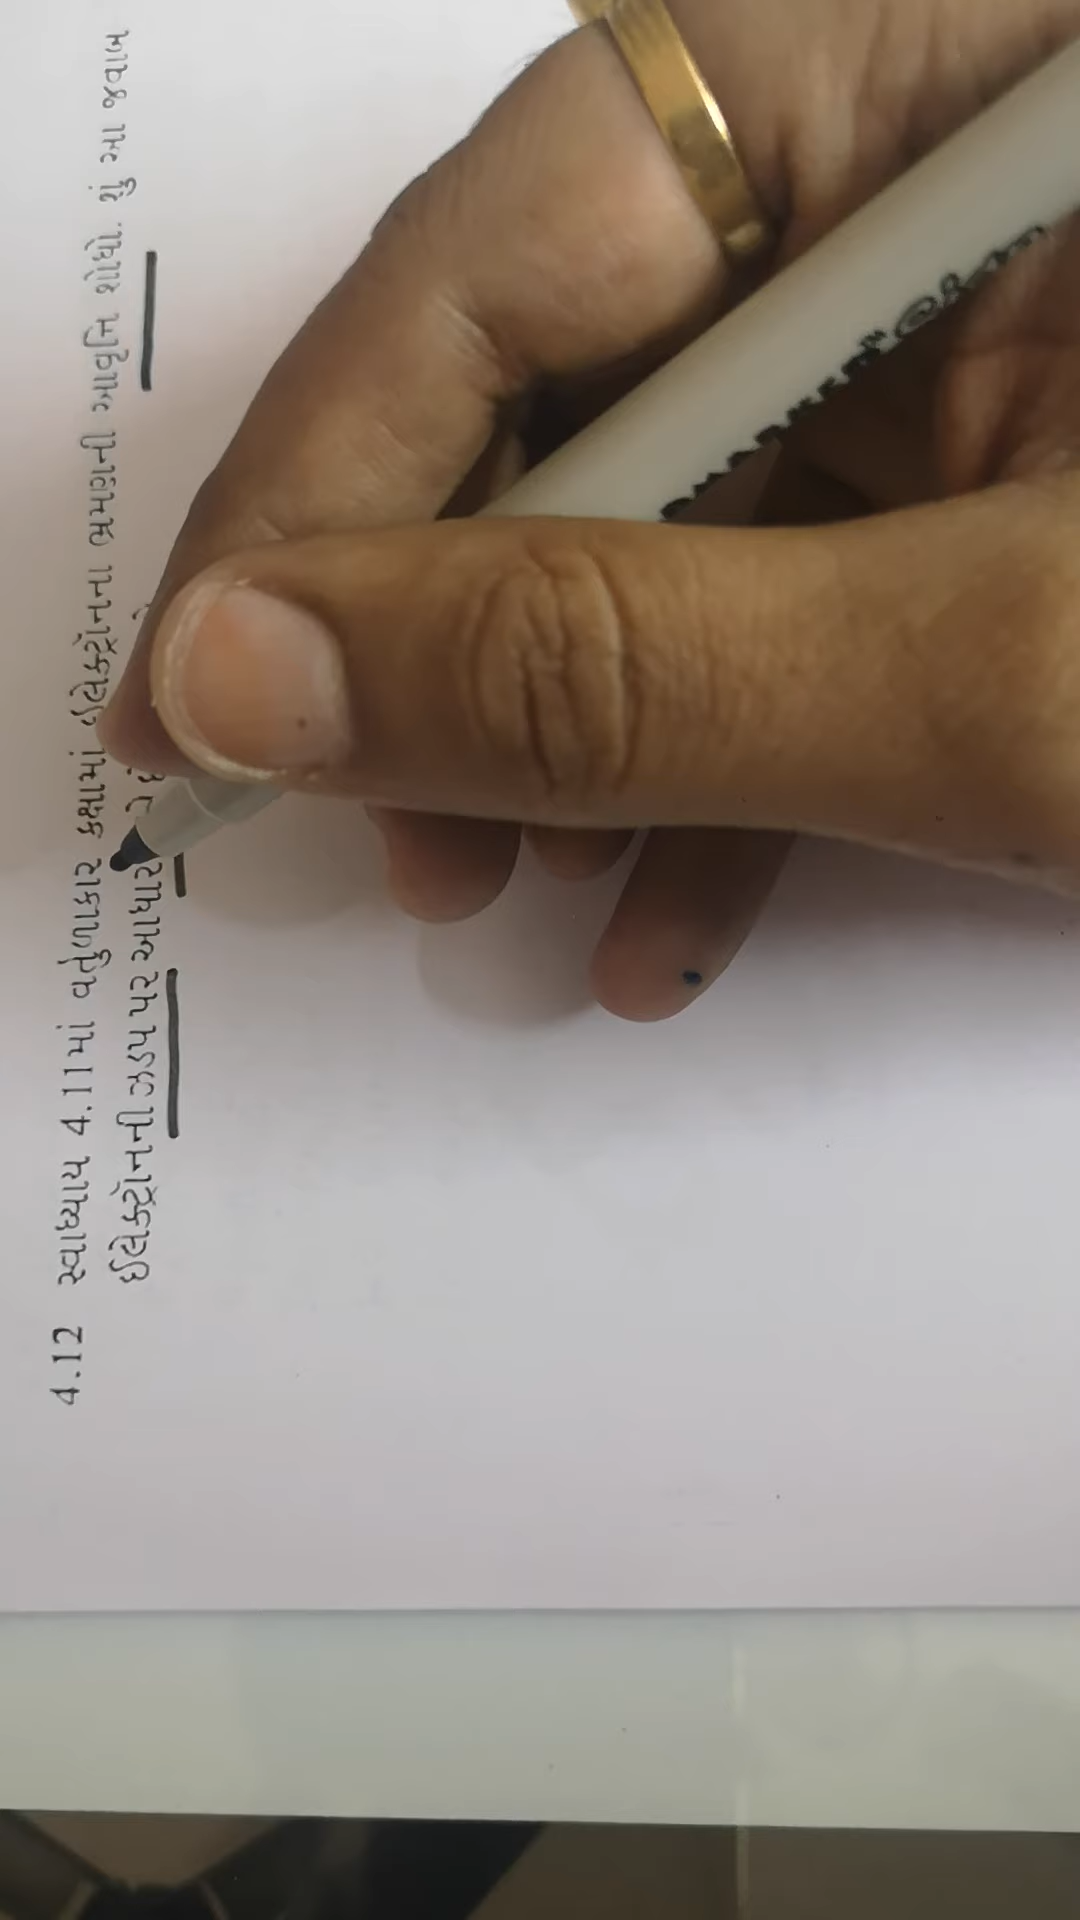 4.12 સ્વાધ્યાય 4.11માં વર્તુળાકાર કક્ષામાં ઇલેક્ટ્રૉનના ભ્રમણની આવૃત્તિ શોધો. શું આ જવાબ
ઇલેક્ટ્રૉનની ઝડપ પર આધાર